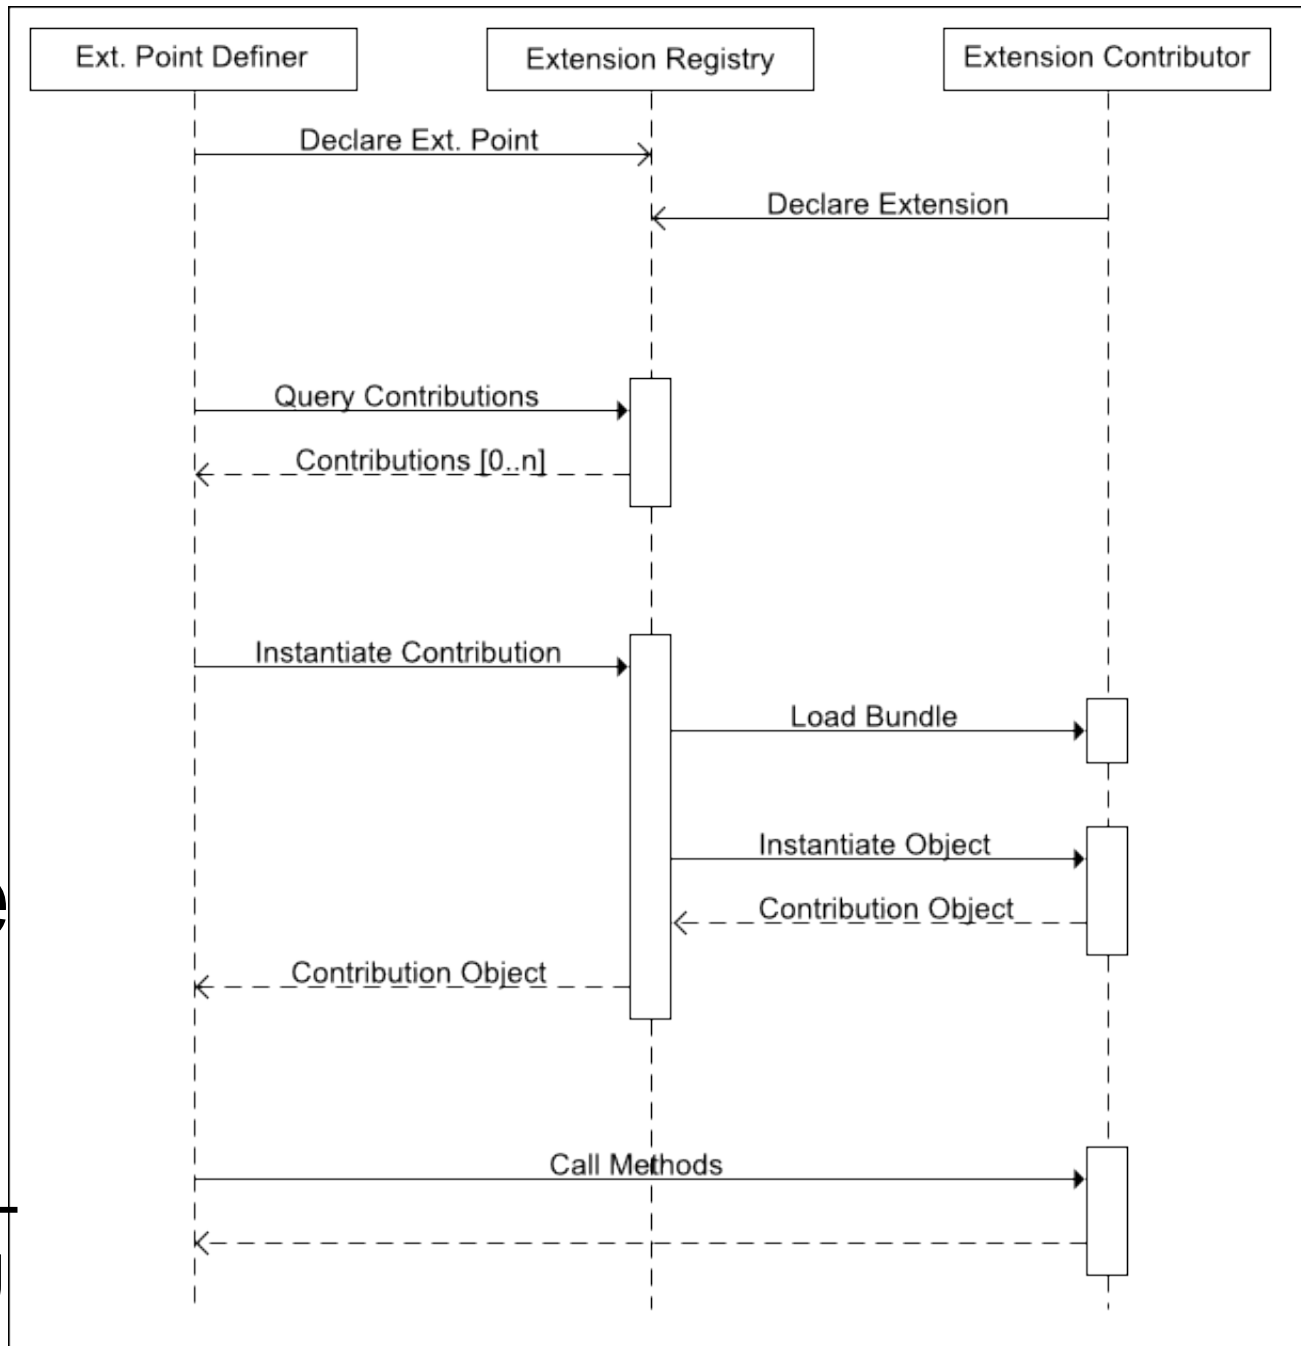 Ext. Point Definer
Extension Registry
Extension Contributor
Declare Ext. Point
Declare Extension
Query Contributions
Contributions [0..n]
Instantiate Contribution
Load Bundle
Instantiate Object
Contribution Object
Contribution Object
Call Methods